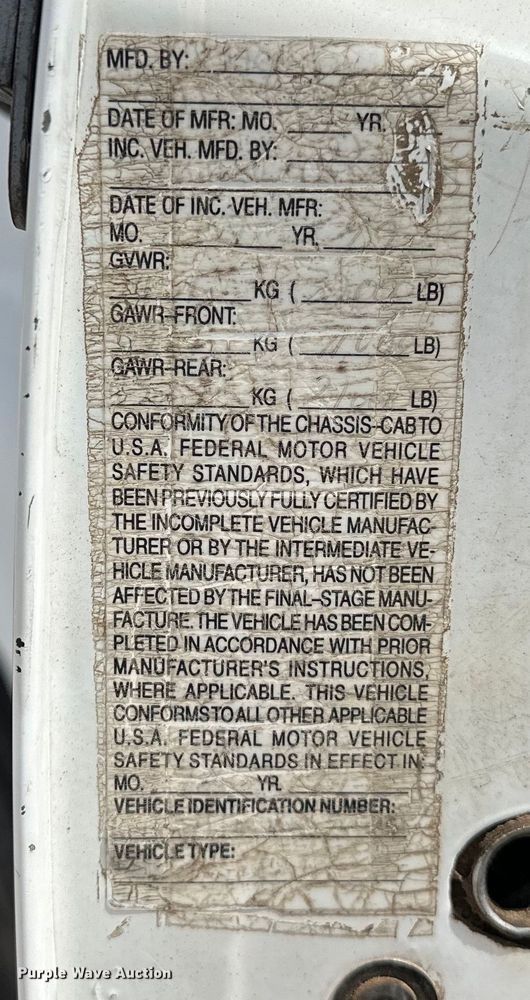 MFD. BY:
DATE OF MFR: MO. YR.
INC. VEH. MFD. BY:
DATE OF INC. VEH. MFR:
MO. YR.
GVWR:
KG ( LB)
GAWR-FRONT:
KG ( LB)
GAWR-REAR:
KG ( LB)
CONFORMITY OF THE CHASSIS-CAB TO
U.S.A. FEDERAL MOTOR VEHICLE
SAFETY STANDARDS, WHICH HAVE
BEEN PREVIOUSLY FULLY CERTIFIED BY
THE INCOMPLETE VEHICLE MANUFAC-
TURER OR BY THE INTERMEDIATE VE-
HICLE MANUFACTURER, HAS NOT BEEN
AFFECTED BY THE FINAL-STAGE MANU-
FACTURE. THE VEHICLE HAS BEEN COM-
PLETED IN ACCORDANCE WITH PRIOR
MANUFACTURER'S INSTRUCTIONS,
WHERE APPLICABLE. THIS VEHICLE
CONFORMS TO ALL OTHER APPLICABLE
U.S.A. FEDERAL MOTOR VEHICLE
SAFETY STANDARDS IN EFFECT IN:
MO. YR.
VEHICLE IDENTIFICATION NUMBER:
VEHICLE TYPE:
Purple Wave Auction